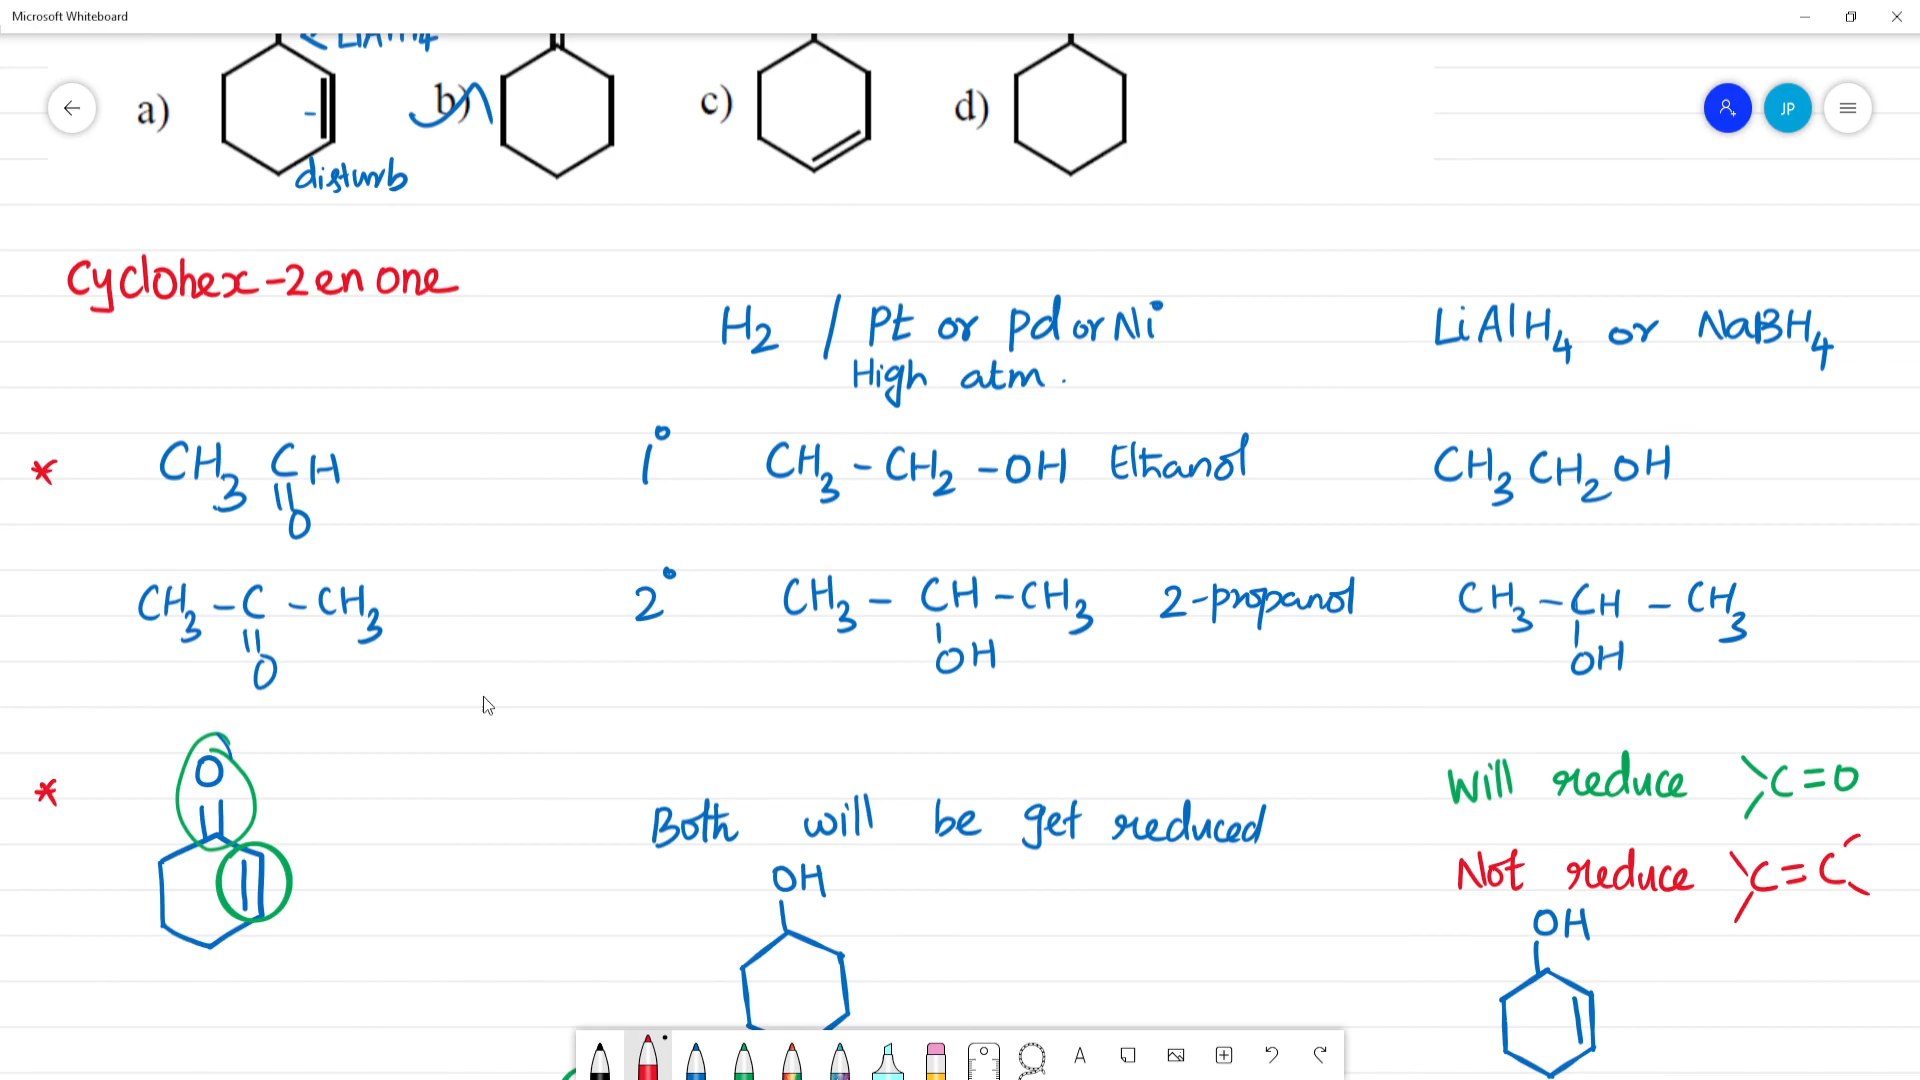 Microsoft Whiteboard
LiAlH4
a) b) c) d)
JP
disturb
Cyclohex-2en one
H2 / Pt or pd or Ni LiAlH4 or NaBH4
High atm.
* CH3 C H 1° CH3 - CH2 - OH Ethanol CH3 CH2 OH
O
CH3 - C - CH3 2° CH3 - CH - CH3 2-propanol CH3 - CH - CH3
O OH OH
* O Both will be get reduced Will reduce >C=O
OH Not reduce >C=C<
OH
A